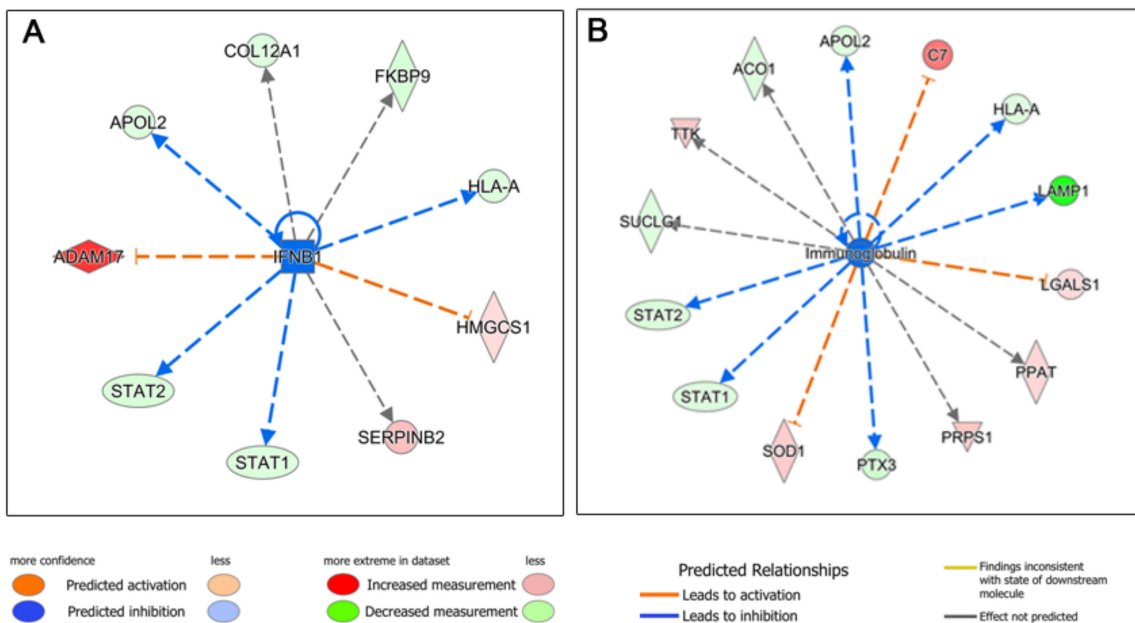 A
COL12A1
FKBP9
APOL2
HLA-A
ADAM17
IFNB1
HMGCS1
STAT2
SERPINB2
STAT1
B
APOL2
C7
ACO1
HLA-A
TTK
LAMP1
SUCLG1
Immunoglobulin
LGALS1
STAT2
PPAT
STAT1
PRPS1
SOD1
PTX3
more confidence less
Predicted activation
Predicted inhibition
more extreme in dataset less
Increased measurement
Decreased measurement
Predicted Relationships
Leads to activation
Leads to inhibition
Findings inconsistent
with state of downstream
molecule
Effect not predicted